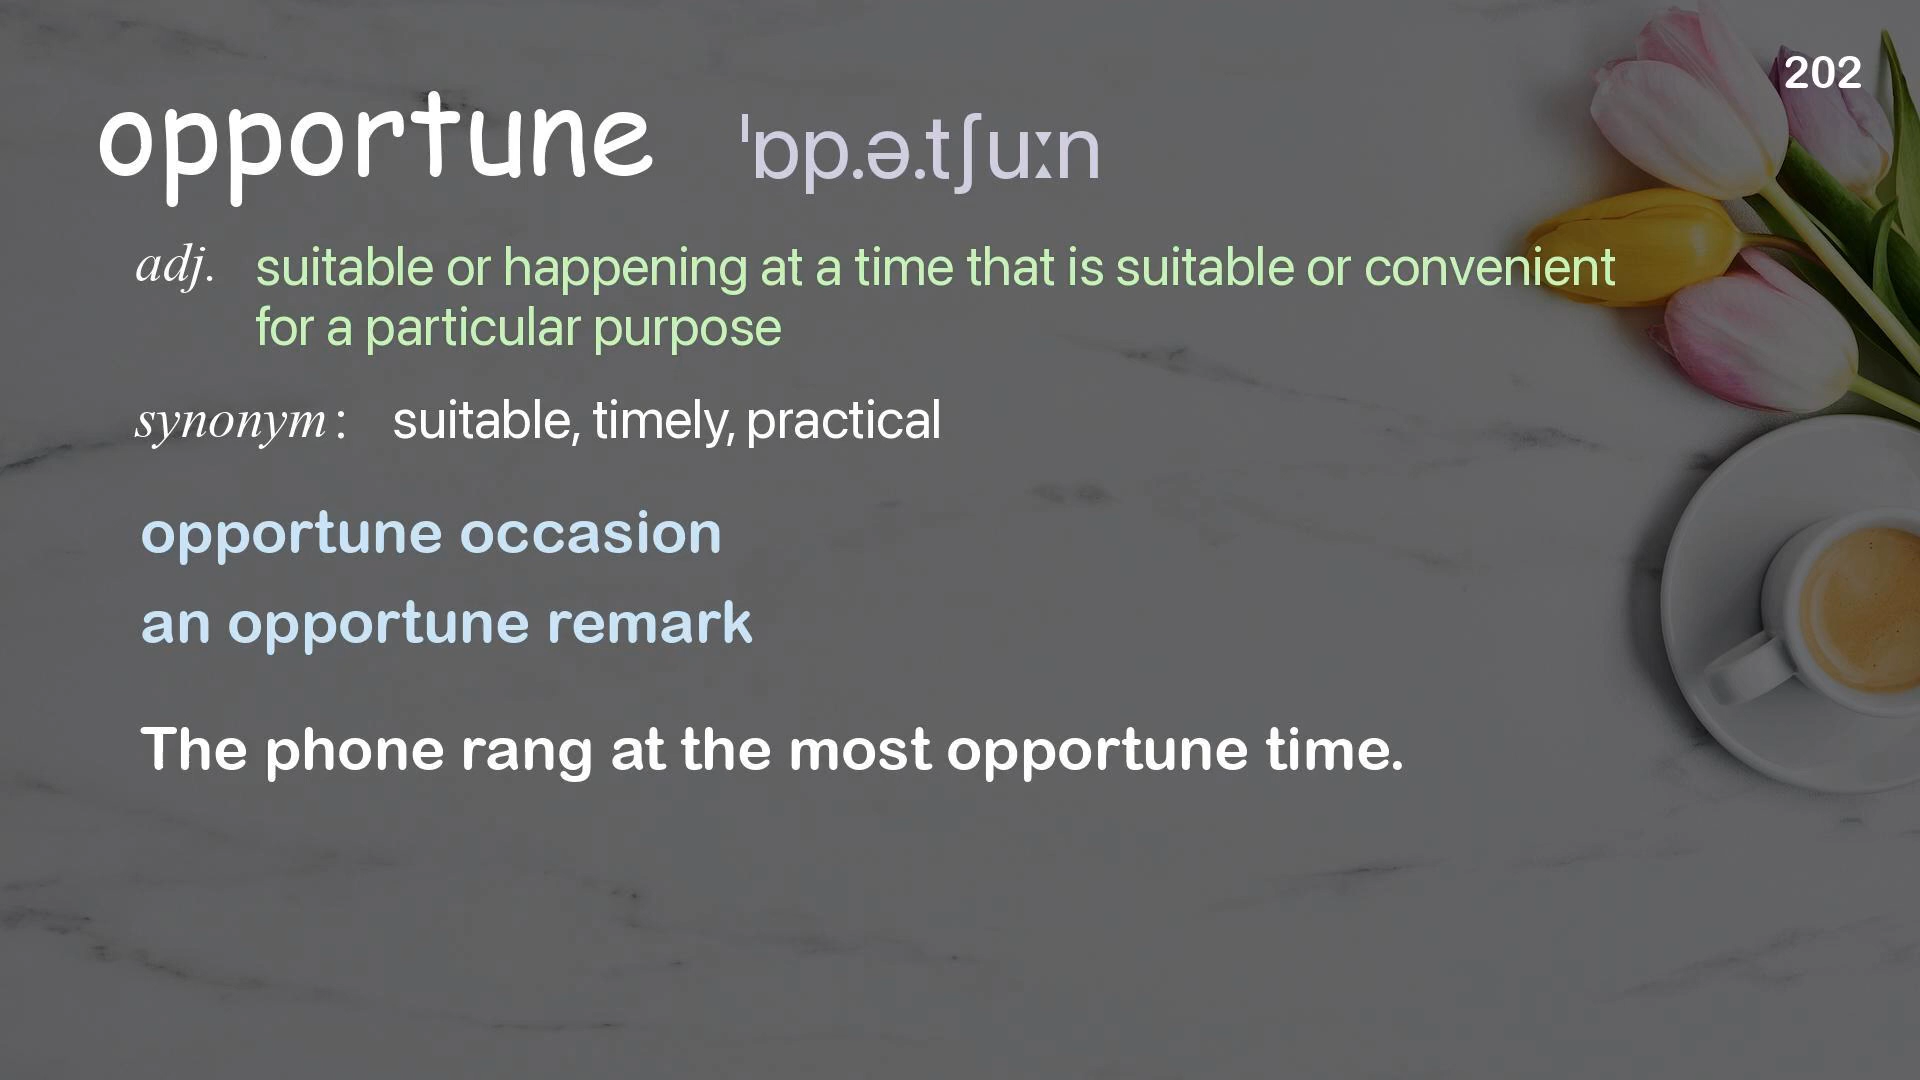 202
opportune ˈɒp.ə.tʃuːn
adj. suitable or happening at a time that is suitable or convenient
for a particular purpose
synonym: suitable, timely, practical
opportune occasion
an opportune remark
The phone rang at the most opportune time.